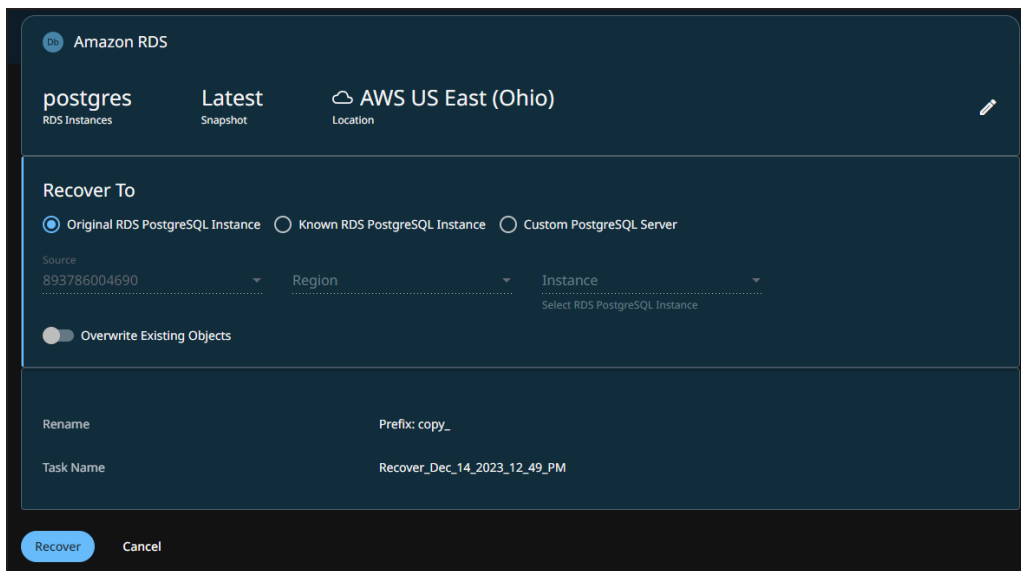 Db Amazon RDS
postgres Latest AWS US East (Ohio)
RDS Instances Snapshot Location
Recover To
Original RDS PostgreSQL Instance Known RDS PostgreSQL Instance Custom PostgreSQL Server
Source
893786004690 Region Instance
Select RDS PostgreSQL Instance
Overwrite Existing Objects
Rename Prefix: copy_
Task Name Recover_Dec_14_2023_12_49_PM
Recover Cancel